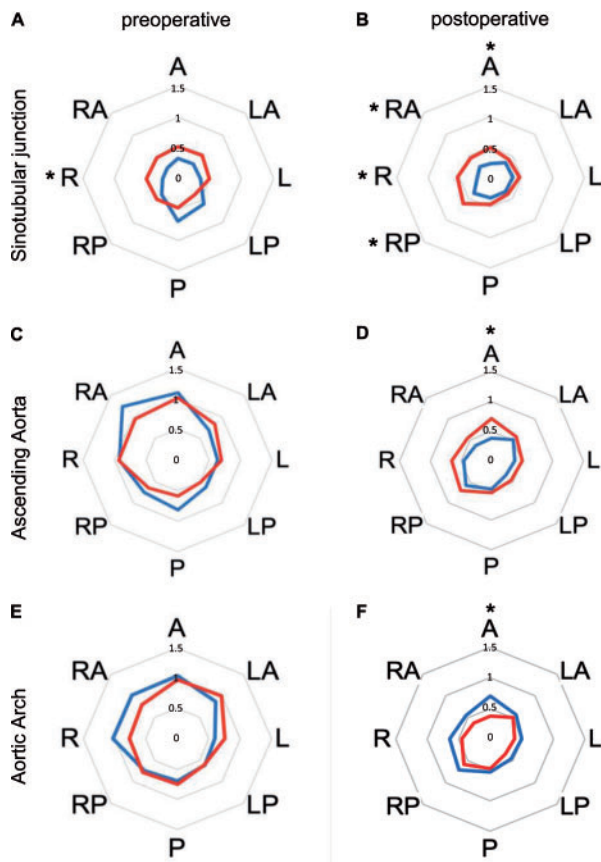 A preoperative B postoperative
Sinotubular junction
A
1.5
1
0.5
0
RA LA
* R L
RP LP
P
*
A
1.5
1
0.5
0
* RA LA
* R L
* RP LP
P
C D
Ascending Aorta
A
1.5
1
0.5
0
RA LA
R L
RP LP
P
*
A
1.5
1
0.5
0
RA LA
R L
RP LP
P
E F
Aortic Arch
A
1.5
1
0.5
0
RA LA
R L
RP LP
P
*
A
1.5
1
0.5
0
RA LA
R L
RP LP
P